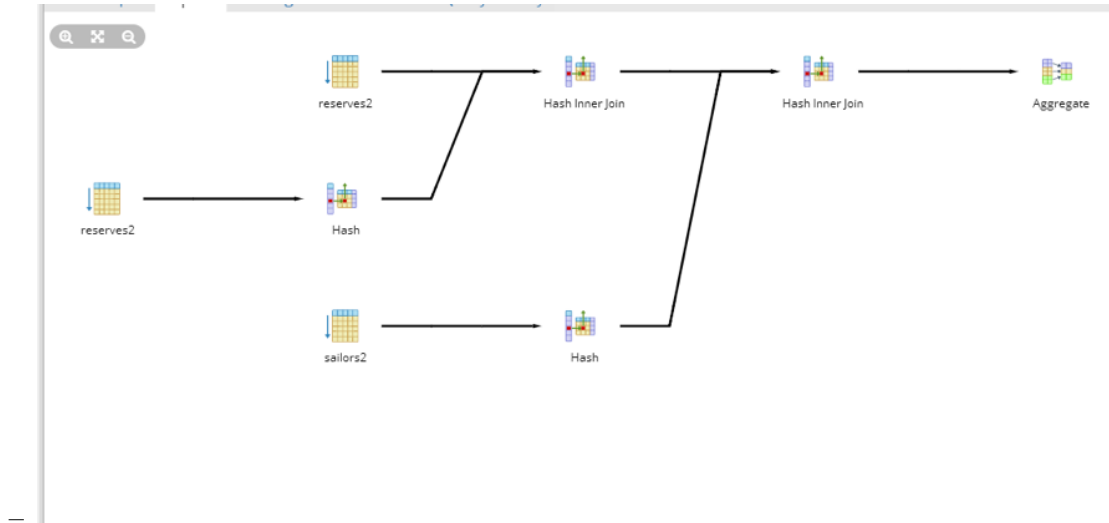 reserves2
Hash Inner Join
Hash Inner Join
Aggregate
reserves2
Hash
sailors2
Hash